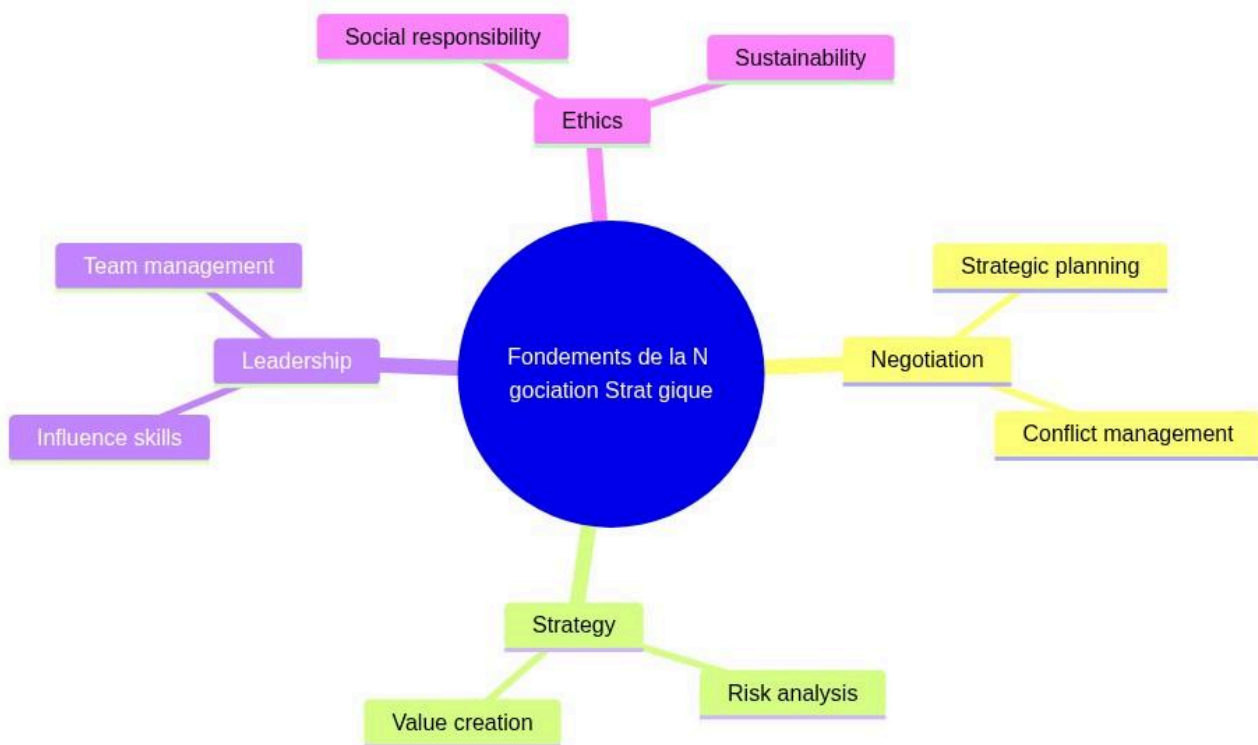 Social responsibility
Sustainability
Ethics
Team management
Strategic planning
Leadership
Fondements de la N
gociation Strat gique
Negotiation
Influence skills
Conflict management
Strategy
Risk analysis
Value creation